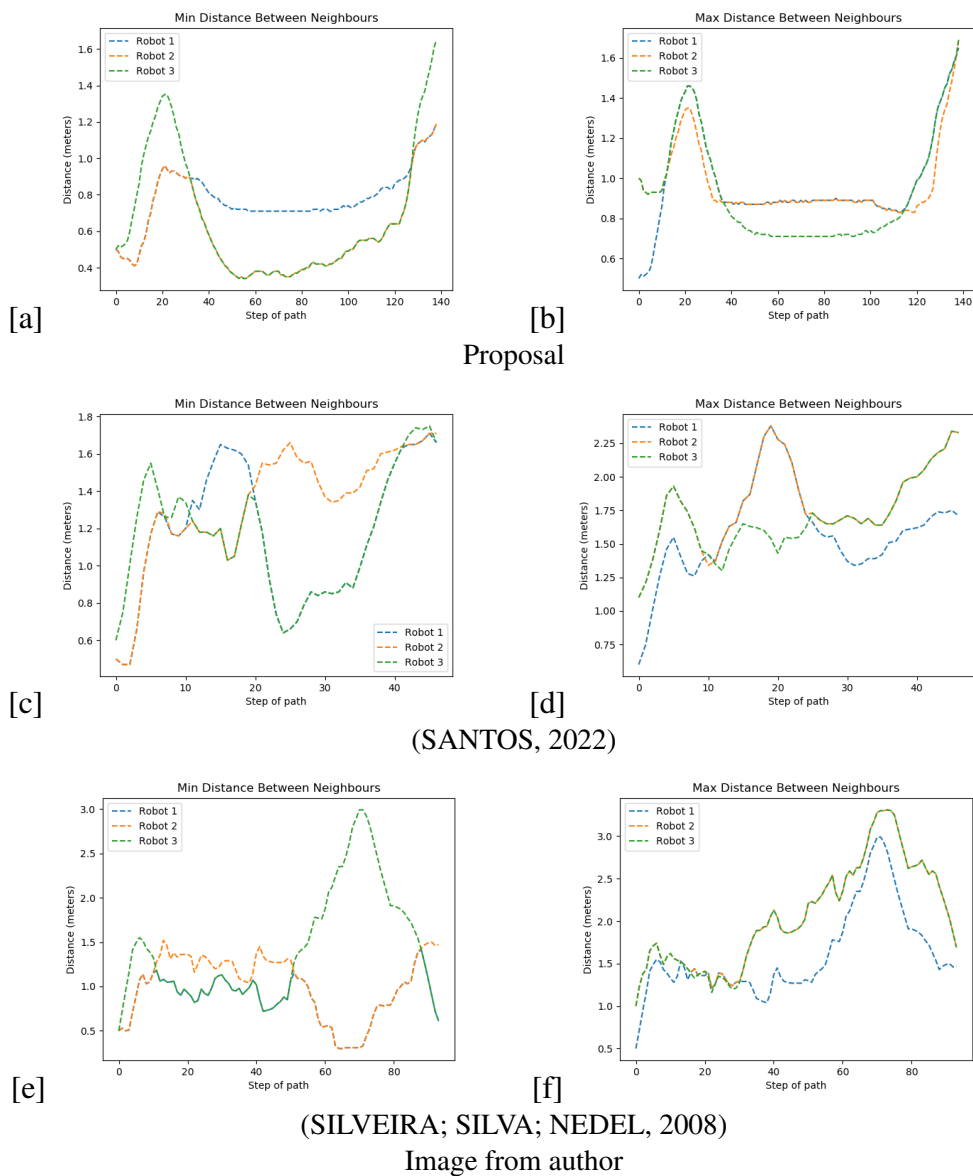 Min Distance Between Neighbours
Max Distance Between Neighbours
1.6
1.4
1.2
1.0
0.8
0.6
0.4
Distance (meters)
Robot 1
Robot 2
Robot 3
0 20 40 60 80 100 120 140
Step of path
1.6
1.4
1.2
1.0
0.8
0.6
Distance (meters)
Robot 1
Robot 2
Robot 3
0 20 40 60 80 100 120 140
Step of path
[a]
[b]
Proposal
Min Distance Between Neighbours
Max Distance Between Neighbours
1.8
1.6
1.4
1.2
1.0
0.8
0.6
Distance (meters)
Robot 1
Robot 2
Robot 3
0 10 20 30 40
Step of path
2.25
2.00
1.75
1.50
1.25
1.00
0.75
Distance (meters)
Robot 1
Robot 2
Robot 3
0 10 20 30 40
Step of path
[c]
[d]
(SANTOS, 2022)
Min Distance Between Neighbours
Max Distance Between Neighbours
3.0
2.5
2.0
1.5
1.0
0.5
Distance (meters)
Robot 1
Robot 2
Robot 3
0 20 40 60 80
Step of path
3.0
2.5
2.0
1.5
1.0
0.5
Distance (meters)
Robot 1
Robot 2
Robot 3
0 20 40 60 80
Step of path
[e]
[f]
(SILVEIRA; SILVA; NEDEL, 2008)
Image from author